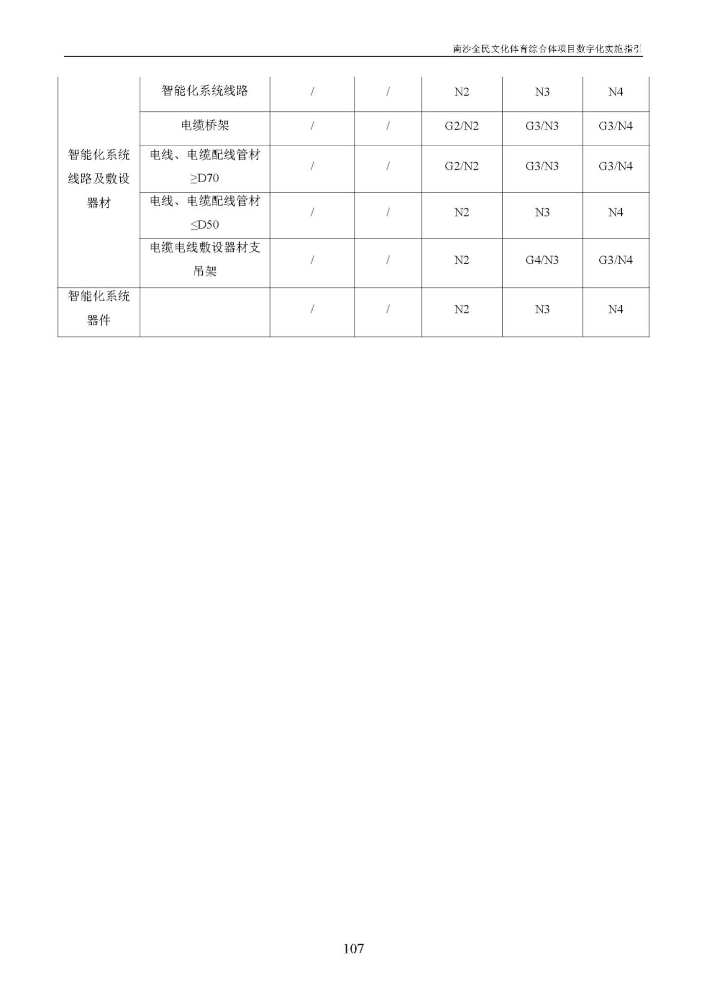 南沙全民文化体育综合体项目数字化实施指引
智能化系统线路 / / N2 N3 N4
电缆桥架 / / G2/N2 G3/N3 G3/N4
智能化系统
线路及敷设
器材
电线、电缆配线管材
≥D70
/ / G2/N2 G3/N3 G3/N4
电线、电缆配线管材
≤D50
/ / N2 N3 N4
电缆电线敷设器材支
吊架
/ / N2 G4/N3 G3/N4
智能化系统
器件
/ / N2 N3 N4
107